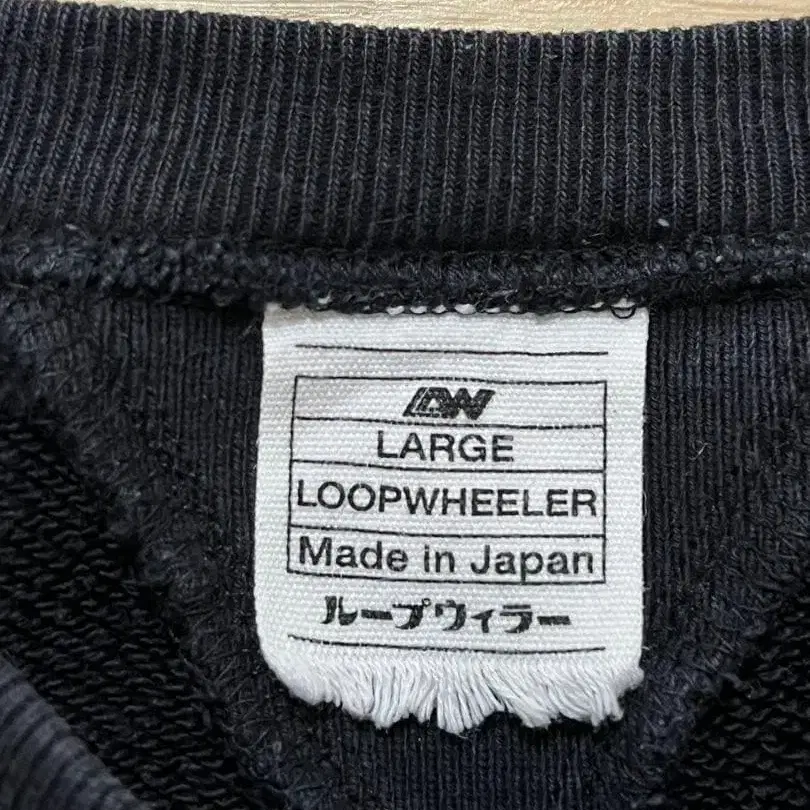 LW
LARGE
LOOPWHEELER
Made in Japan
ループウィラー